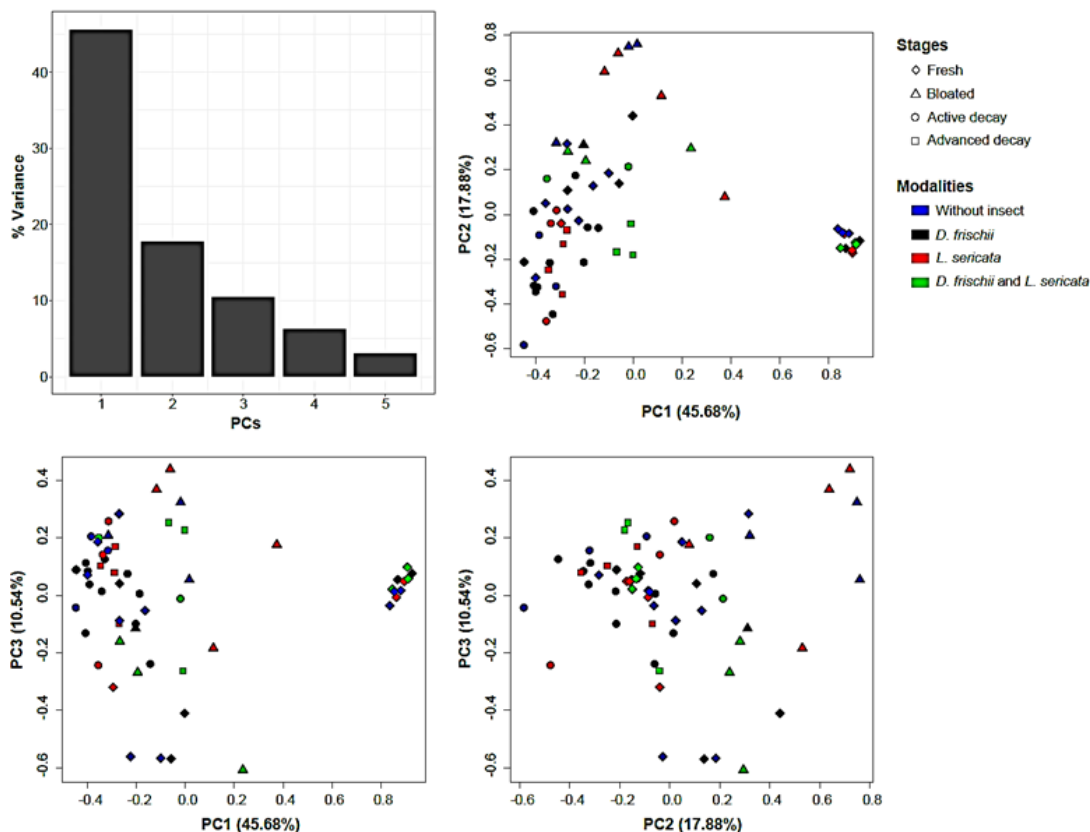 % Variance
40
30
20
10
0
1 2 3 4 5
PCs
PC2 (17.88%)
0.8
0.6
0.4
0.2
0.0
-0.2
-0.4
-0.6
-0.4 -0.2 0.0 0.2 0.4 0.6 0.8
PC1 (45.68%)
Stages
Fresh
Bloated
Active decay
Advanced decay
Modalities
Without insect
D. frischii
L. sericata
D. frischii and L. sericata
PC3 (10.54%)
0.4
0.2
0.0
-0.2
-0.4
-0.6
-0.4 -0.2 0.0 0.2 0.4 0.6 0.8
PC1 (45.68%)
PC3 (10.54%)
0.4
0.2
0.0
-0.2
-0.4
-0.6
-0.6 -0.4 -0.2 0.0 0.2 0.4 0.6 0.8
PC2 (17.88%)